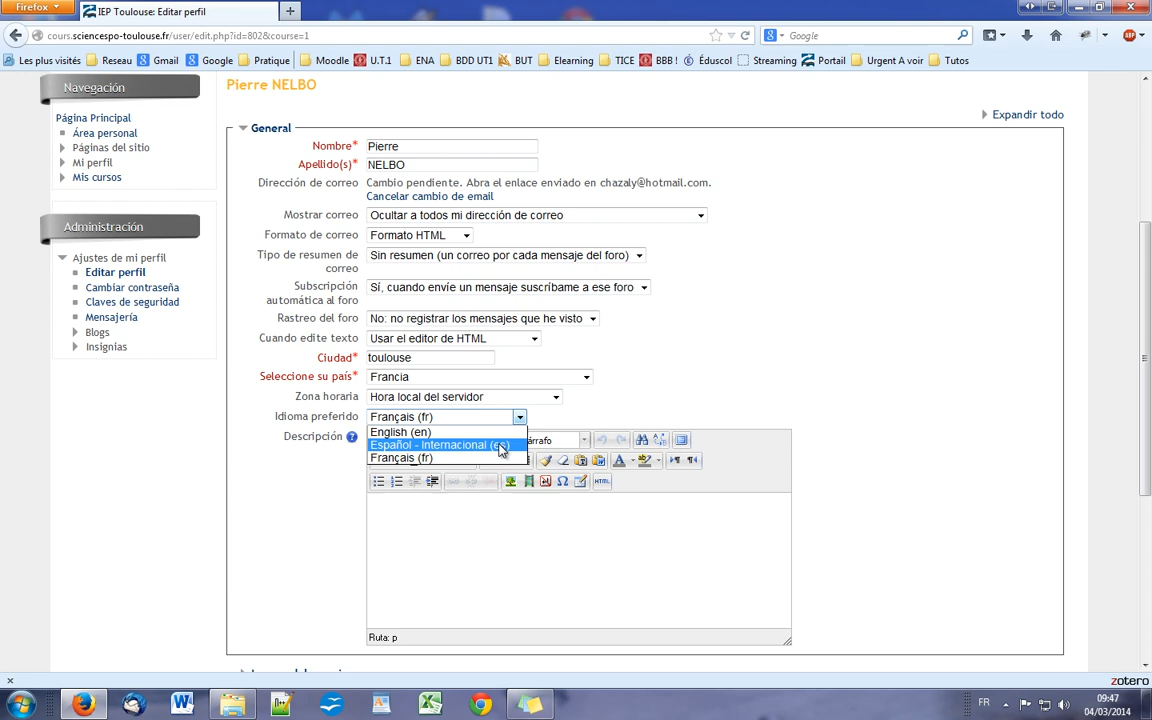 Firefox
IEP Toulouse: Editar perfil
cours.sciencespo-toulouse.fr/user/edit.php?id=802&course=1
Google
Les plus visités
Reseau
Gmail
Google
Pratique
Moodle
U.T.1
ENA
BDD UT1
BUT
Elearning
TICE
BBB !
Éduscol
Streaming
Portail
Urgent A voir
Tutos
Navegación
Página Principal
Área personal
Páginas del sitio
Mi perfil
Mis cursos
Administración
Ajustes de mi perfil
Editar perfil
Cambiar contraseña
Claves de seguridad
Mensajería
Blogs
Insignias
Pierre NELBO
Expandir todo
General
Nombre* Pierre
Apellido(s)* NELBO
Dirección de correo Cambio pendiente. Abra el enlace enviado en chazaly@hotmail.com.
Cancelar cambio de email
Mostrar correo Ocultar a todos mi dirección de correo
Formato de correo Formato HTML
Tipo de resumen de correo Sin resumen (un correo por cada mensaje del foro)
Subscripción automática al foro Sí, cuando envíe un mensaje suscríbame a ese foro
Rastreo del foro No: no registrar los mensajes que he visto
Cuando edite texto Usar el editor de HTML
Ciudad* toulouse
Seleccione su país* Francia
Zona horaria Hora local del servidor
Idioma preferido Français (fr)
English (en)
Español - Internacional (es)
Français (fr)
Descripción
HTML
Ruta: p
zotero
FR
09:47
04/03/2014